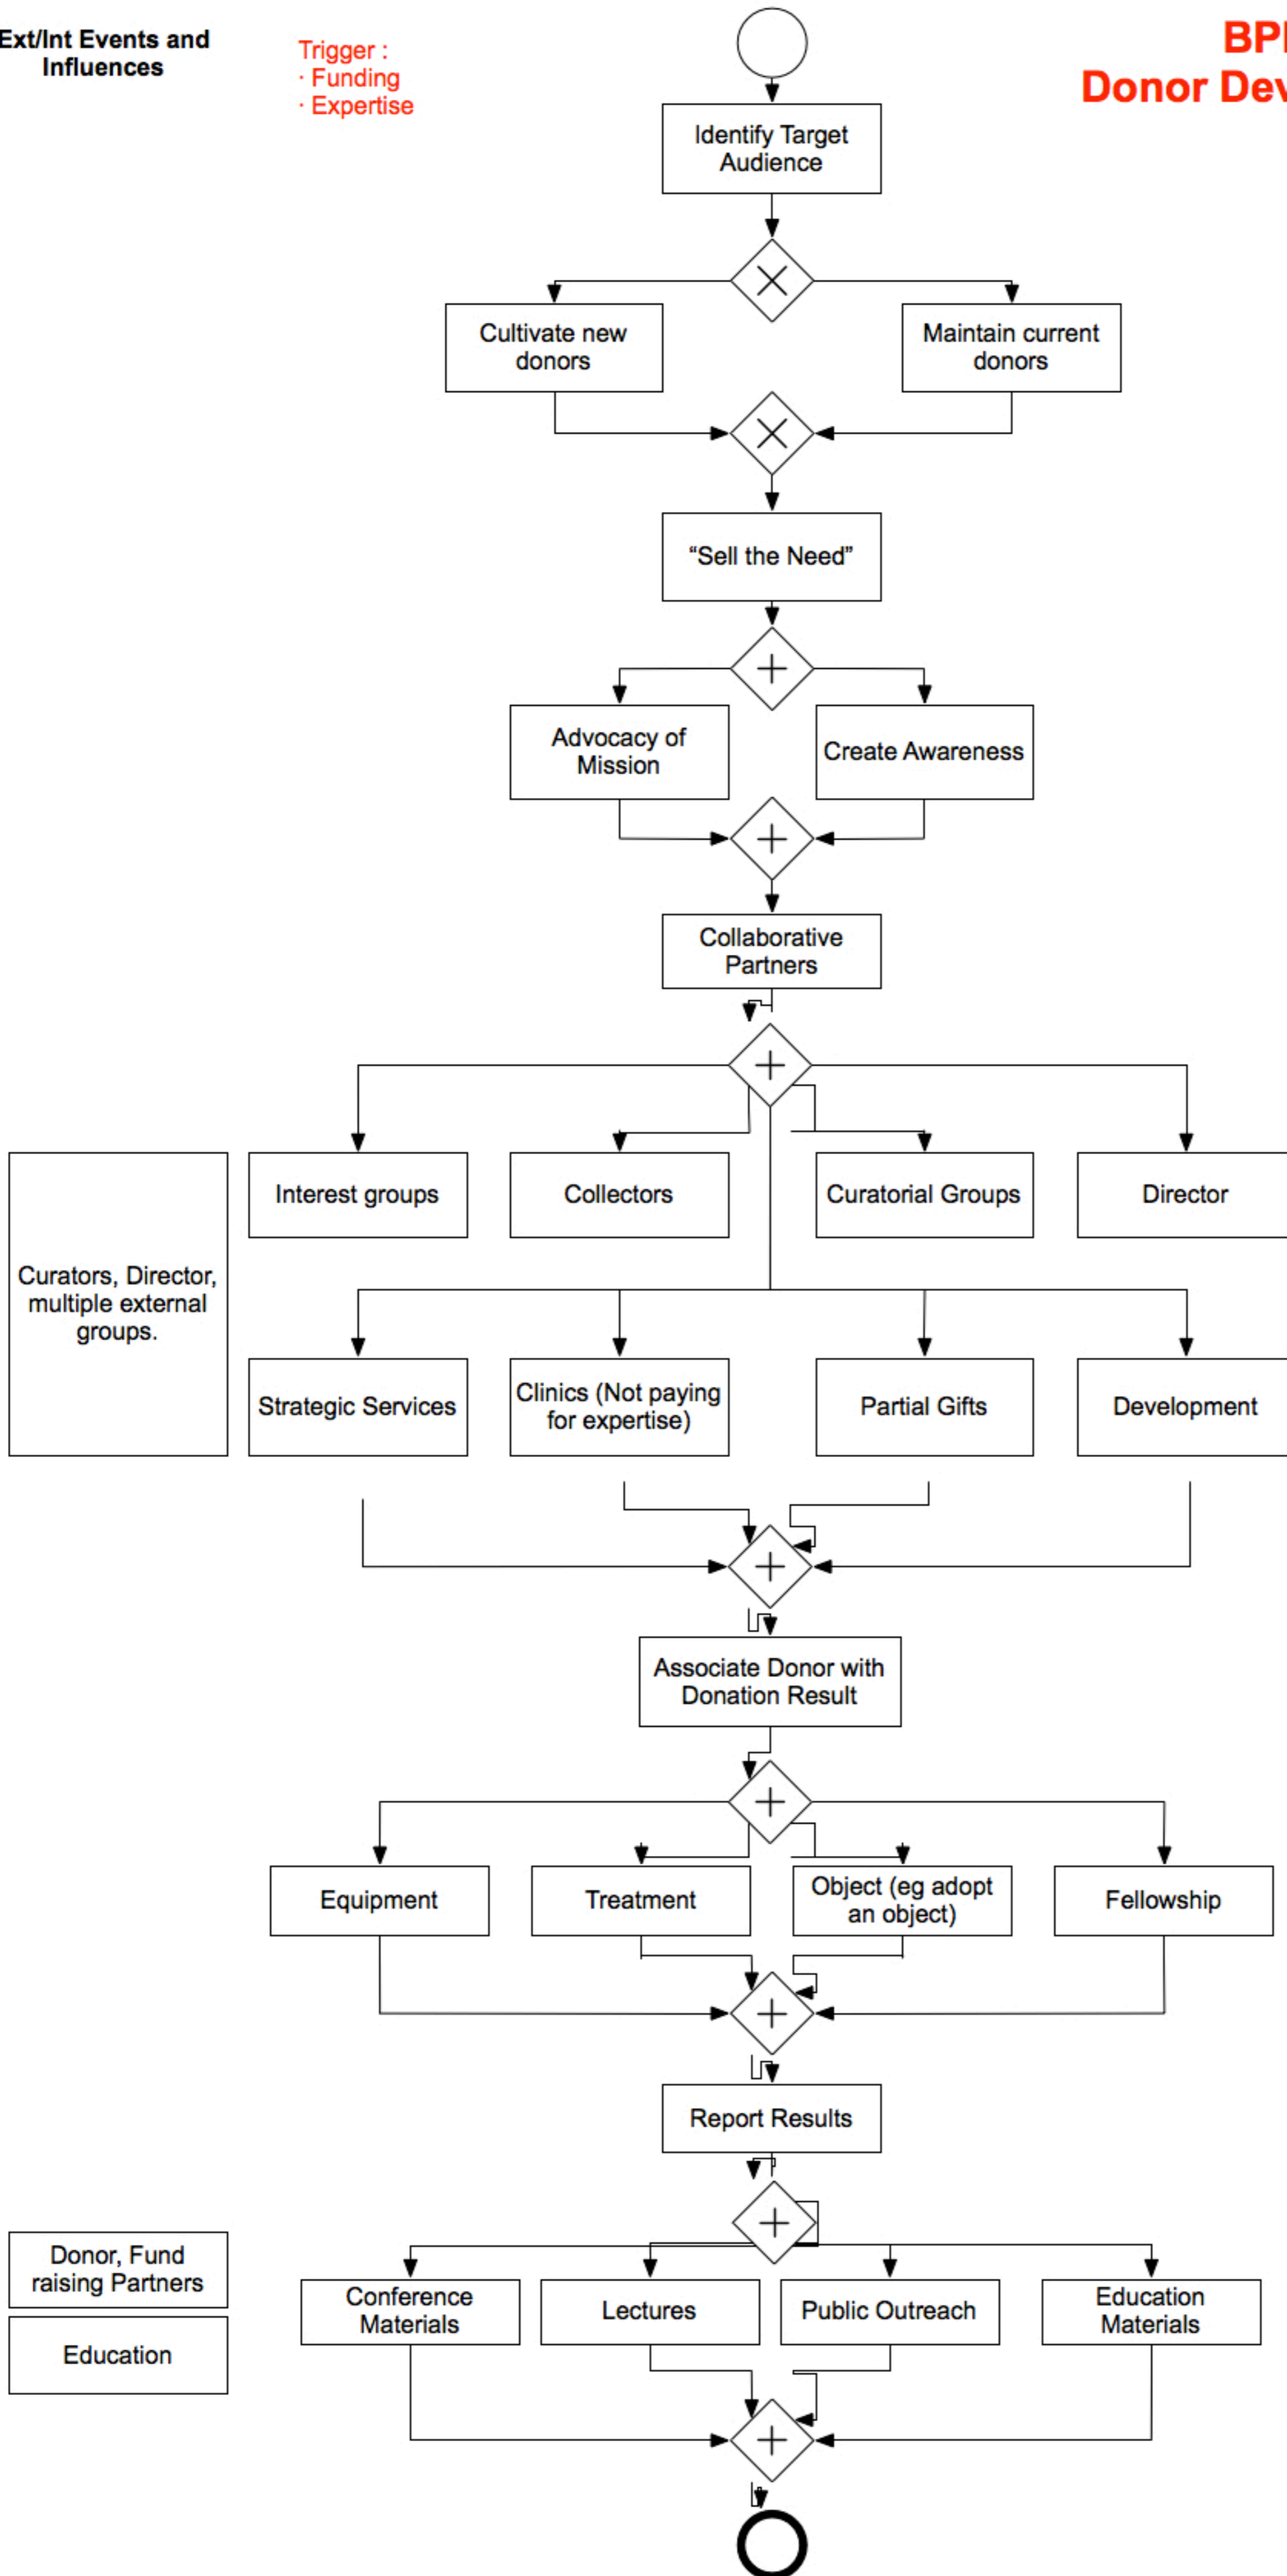 Ext/Int Events and
Influences
Trigger :
· Funding
· Expertise
BPI
Donor Dev
Identify Target
Audience
Cultivate new
donors
Maintain current
donors
“Sell the Need”
Advocacy of
Mission
Create Awareness
Collaborative
Partners
Curators, Director,
multiple external
groups.
Interest groups
Collectors
Curatorial Groups
Director
Strategic Services
Clinics (Not paying
for expertise)
Partial Gifts
Development
Associate Donor with
Donation Result
Equipment
Treatment
Object (eg adopt
an object)
Fellowship
Report Results
Donor, Fund
raising Partners
Education
Conference
Materials
Lectures
Public Outreach
Education
Materials